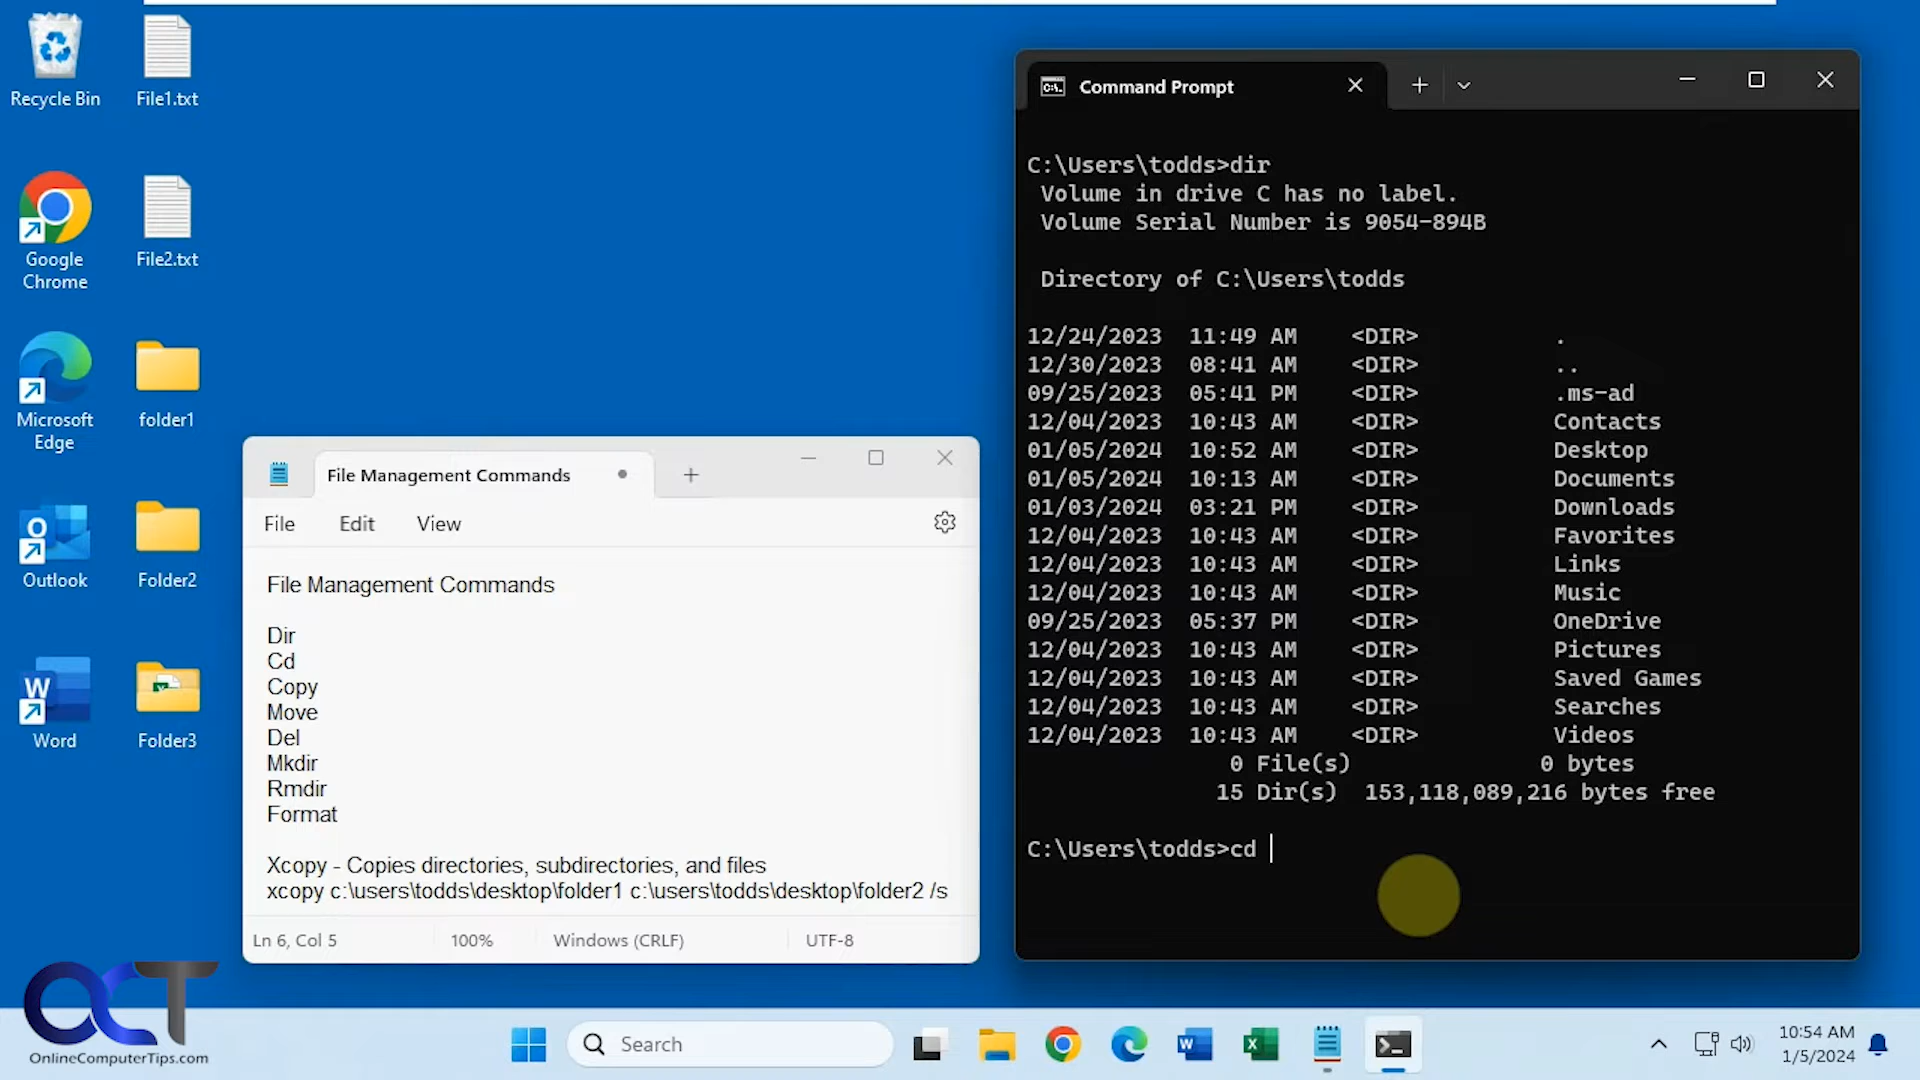 Recycle Bin
File1.txt
Google
Chrome
File2.txt
Microsoft
Edge
folder1
Outlook
Folder2
Word
Folder3
File Management Commands
File
Edit
View
File Management Commands
Dir
Cd
Copy
Move
Del
Mkdir
Rmdir
Format
Xcopy - Copies directories, subdirectories, and files
xcopy c:\users\todds\desktop\folder1 c:\users\todds\desktop\folder2 /s
Ln 6, Col 5
100%
Windows (CRLF)
UTF-8
Command Prompt
C:\Users\todds>dir
Volume in drive C has no label.
Volume Serial Number is 9054-894B
Directory of C:\Users\todds
12/24/2023 11:49 AM <DIR> .
12/30/2023 08:41 AM <DIR> ..
09/25/2023 05:41 PM <DIR> .ms-ad
12/04/2023 10:43 AM <DIR> Contacts
01/05/2024 10:52 AM <DIR> Desktop
01/05/2024 10:13 AM <DIR> Documents
01/03/2024 03:21 PM <DIR> Downloads
12/04/2023 10:43 AM <DIR> Favorites
12/04/2023 10:43 AM <DIR> Links
12/04/2023 10:43 AM <DIR> Music
09/25/2023 05:37 PM <DIR> OneDrive
12/04/2023 10:43 AM <DIR> Pictures
12/04/2023 10:43 AM <DIR> Saved Games
12/04/2023 10:43 AM <DIR> Searches
12/04/2023 10:43 AM <DIR> Videos
0 File(s) 0 bytes
15 Dir(s) 153,118,089,216 bytes free
C:\Users\todds>cd
OCT
OnlineComputerTips.com
Search
10:54 AM
1/5/2024